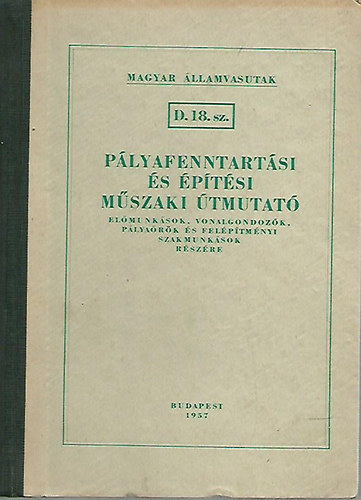 MAGYAR ÁLLAMVASUTAK
D. 18. sz.
PÁLYAFENNTARTÁSI
ÉS ÉPÍTÉSI
MŰSZAKI ÚTMUTATÓ
ELŐMUNKÁSOK, VONALGONDOZÓK,
PÁLYAŐRÖK ÉS FELÉPÍTMÉNYI
SZAKMUNKÁSOK
RÉSZÉRE
BUDAPEST
1957